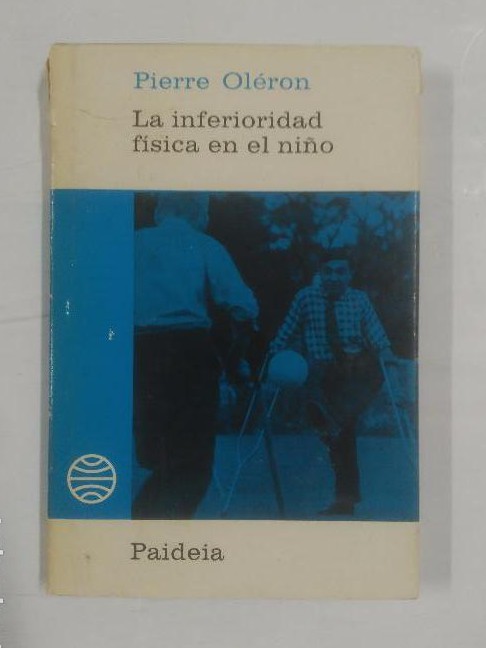 Pierre Oléron
La inferioridad
física en el niño
Paideia